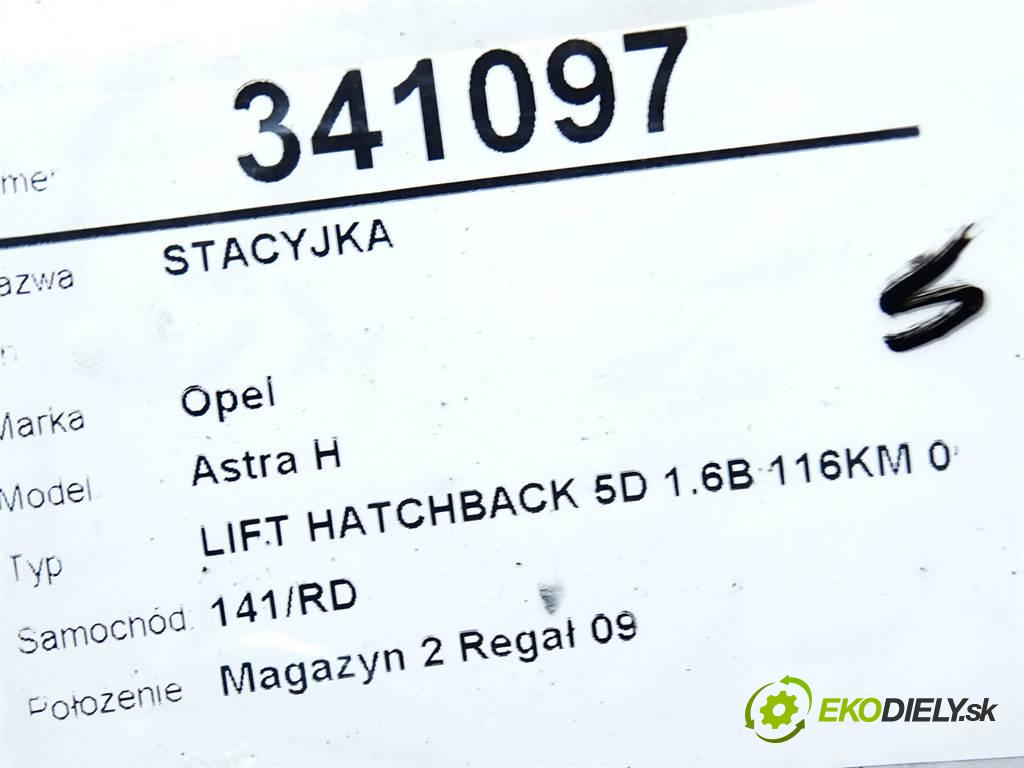 mer 341097
azwa STACYJKA
n
Marka Opel
Model Astra H
Typ LIFT HATCHBACK 5D 1.6B 116KM 0
Samochód: 141/RD
Położenie Magazyn 2 Regał 09
S
EKODIELY.sk